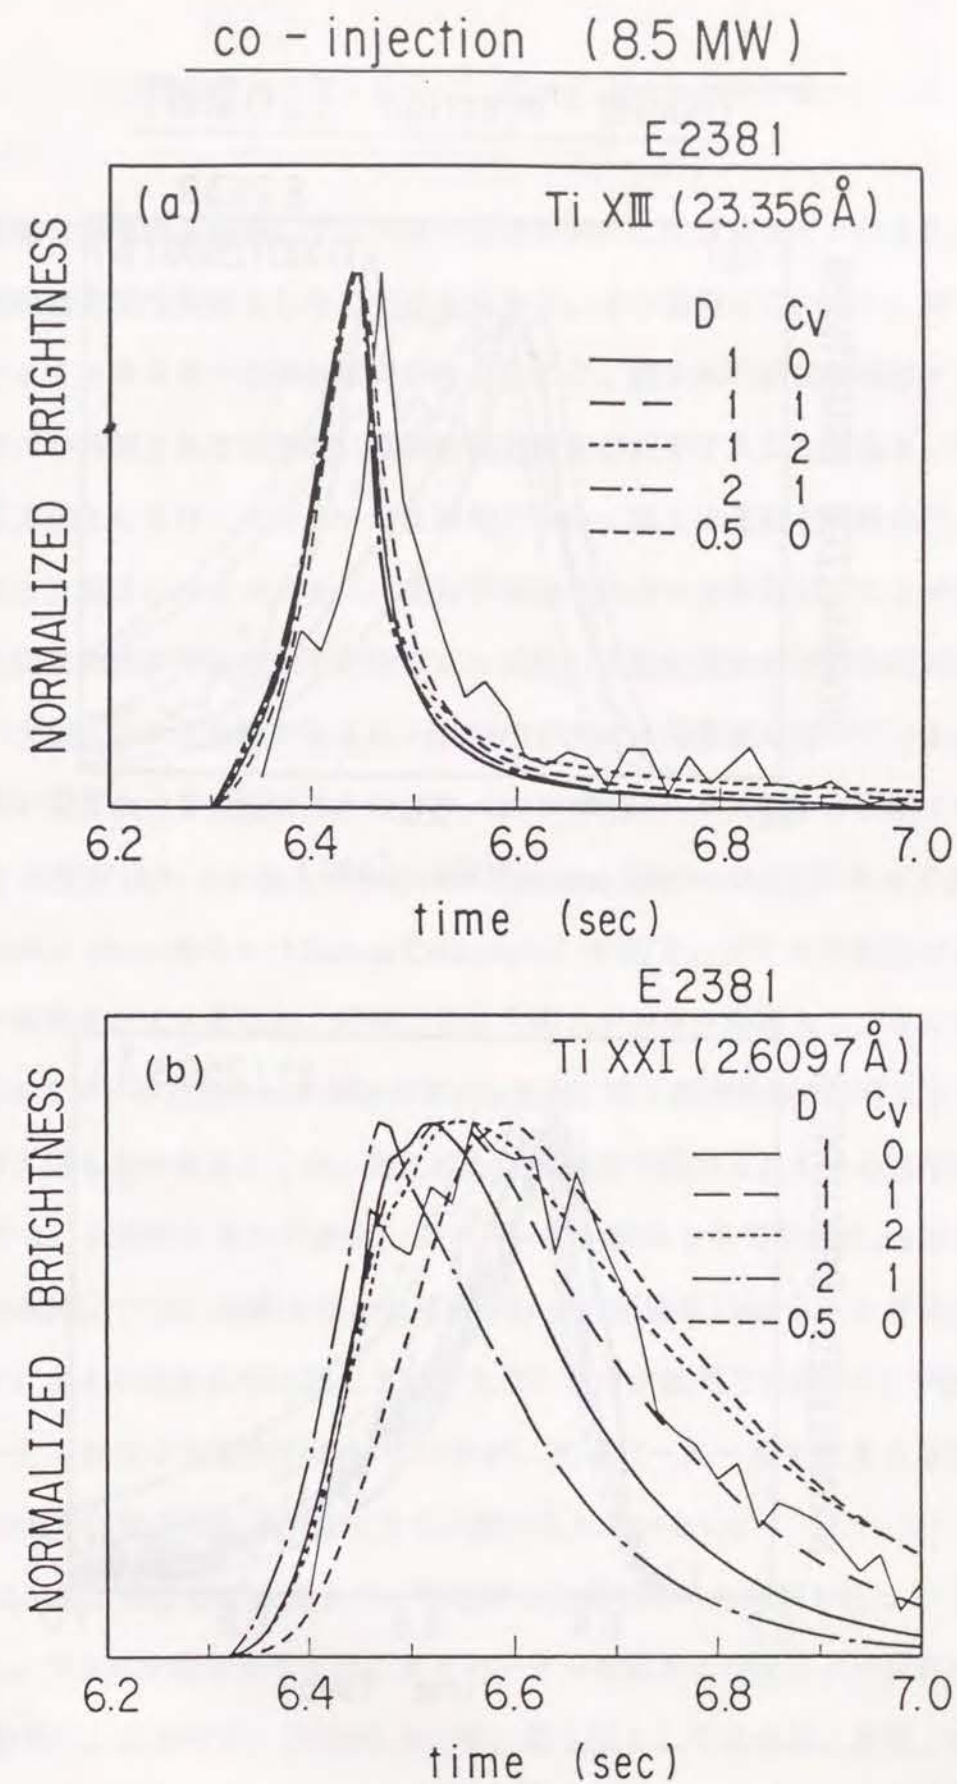 co - injection (8.5 MW)
E2381
(a) Ti XIII (23.356Å)
D Cv
1 0
1 1
1 2
2 1
0.5 0
NORMALIZED BRIGHTNESS
6.2 6.4 6.6 6.8 7.0
time (sec)
E2381
(b) Ti XXI (2.6097Å)
D Cv
1 0
1 1
1 2
2 1
0.5 0
NORMALIZED BRIGHTNESS
6.2 6.4 6.6 6.8 7.0
time (sec)